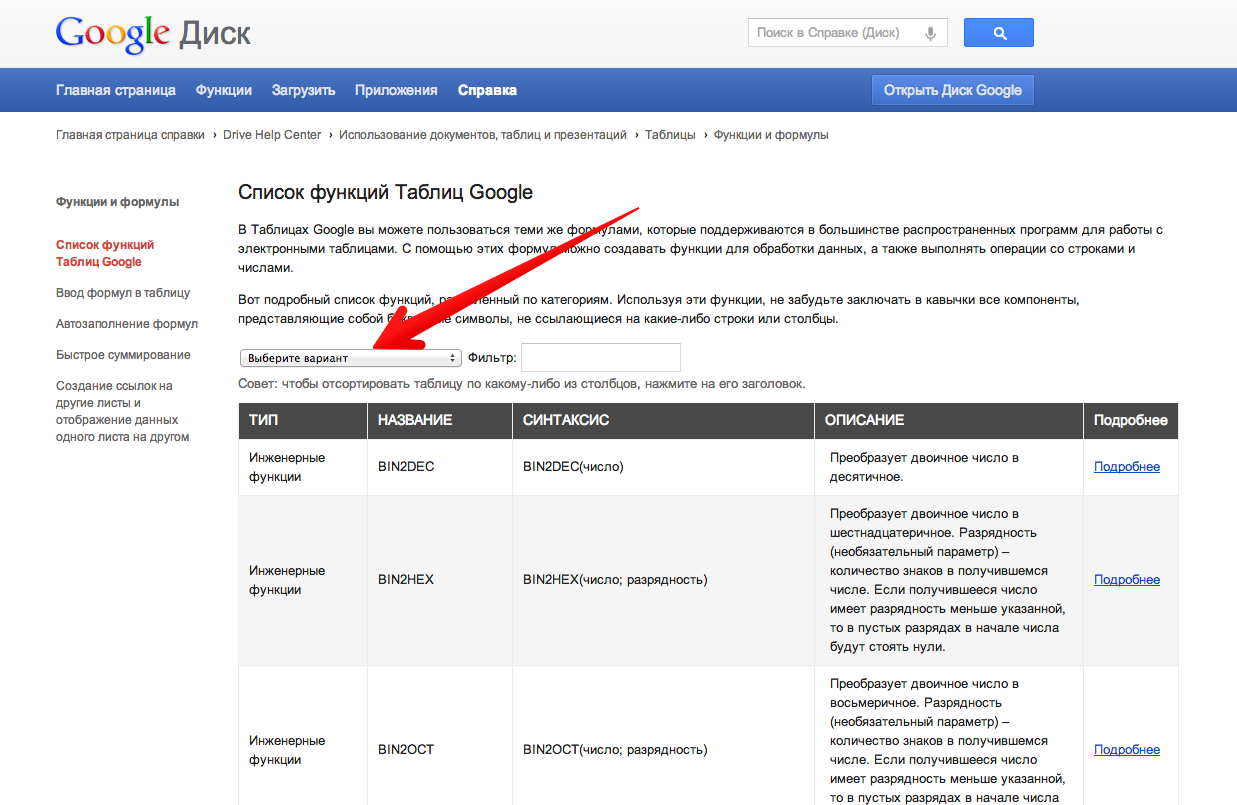 Google Диск
Поиск в Справке (Диск)
Главная страница Функции Загрузить Приложения Справка
Открыть Диск Google
Главная страница справки › Drive Help Center › Использование документов, таблиц и презентаций › Таблицы › Функции и формулы
Функции и формулы
Список функций
Таблиц Google
Ввод формул в таблицу
Автозаполнение формул
Быстрое суммирование
Создание ссылок на
другие листы и
отображение данных
одного листа на другом
Список функций Таблиц Google
В Таблицах Google вы можете пользоваться теми же формулами, которые поддерживаются в большинстве распространенных программ для работы с
электронными таблицами. С помощью этих формул можно создавать функции для обработки данных, а также выполнять операции со строками и
числами.
Вот подробный список функций, по категориям. Используя эти функции, не забудьте заключать в кавычки все компоненты,
представляющие собой символы, не ссылающиеся на какие-либо строки или столбцы.
Выберите вариант Фильтр:
Совет: чтобы отсортировать таблицу по какому-либо из столбцов, нажмите на его заголовок.
ТИП НАЗВАНИЕ СИНТАКСИС ОПИСАНИЕ Подробнее
Инженерные
функции
BIN2DEC
BIN2DEC(число)
Преобразует двоичное число в
десятичное.
Подробнее
Инженерные
функции
BIN2HEX
BIN2HEX(число; разрядность)
Преобразует двоичное число в
шестнадцатеричное. Разрядность
(необязательный параметр) –
количество знаков в получившемся
числе. Если получившееся число
имеет разрядность меньше указанной,
то в пустых разрядах в начале числа
будут стоять нули.
Подробнее
Инженерные
функции
BIN2OCT
BIN2OCT(число; разрядность)
Преобразует двоичное число в
восьмеричное. Разрядность
(необязательный параметр) –
количество знаков в получившемся
числе. Если получившееся число
имеет разрядность меньше указанной,
то в пустых разрядах в начале числа
Подробнее